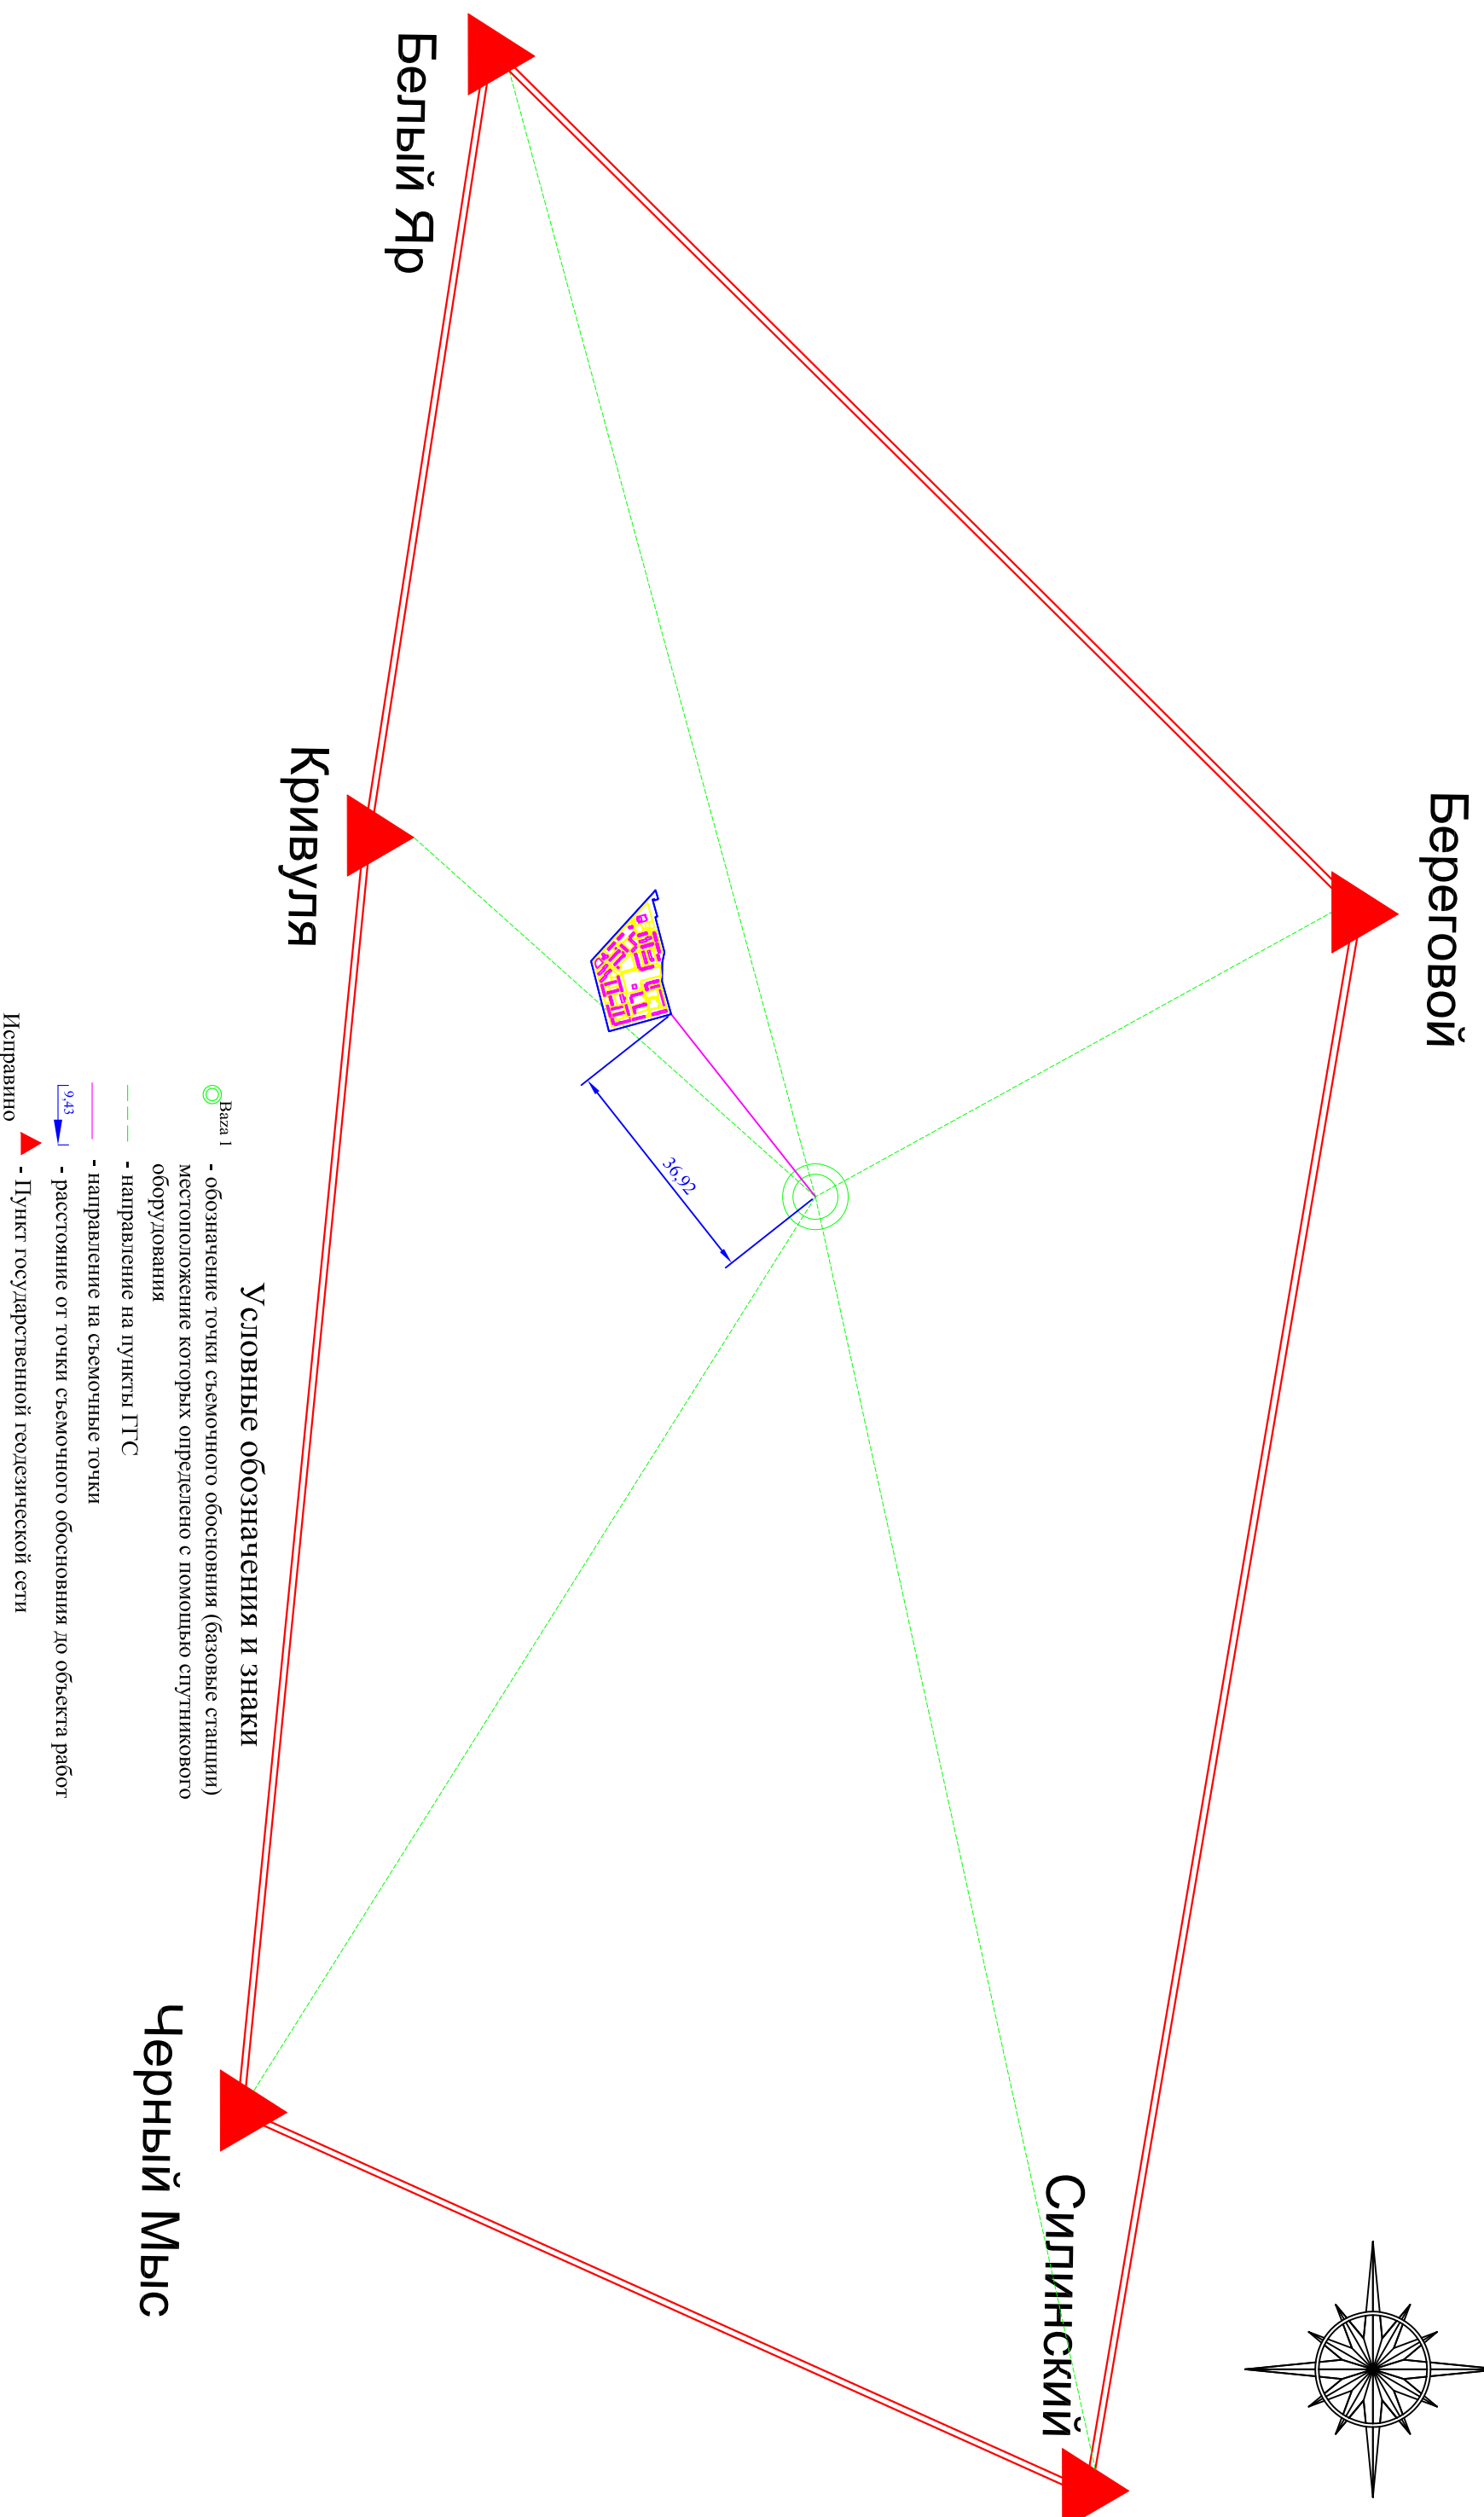 Береговой
Белый Яр
Силинский
Кривуля
Черный Мыс
36,92
Условные обозначения и знаки
Baza 1
- обозначение точки съемочного обосновния (базовые станции)
местоположение которых определено с помощью спутникового
оборудования
- направление на пункты ГГС
- направление на съемочные точки
9,43
- расстояние от точки съемочного обосновния до объекта работ
Исправино
- Пункт государственной геодезической сети